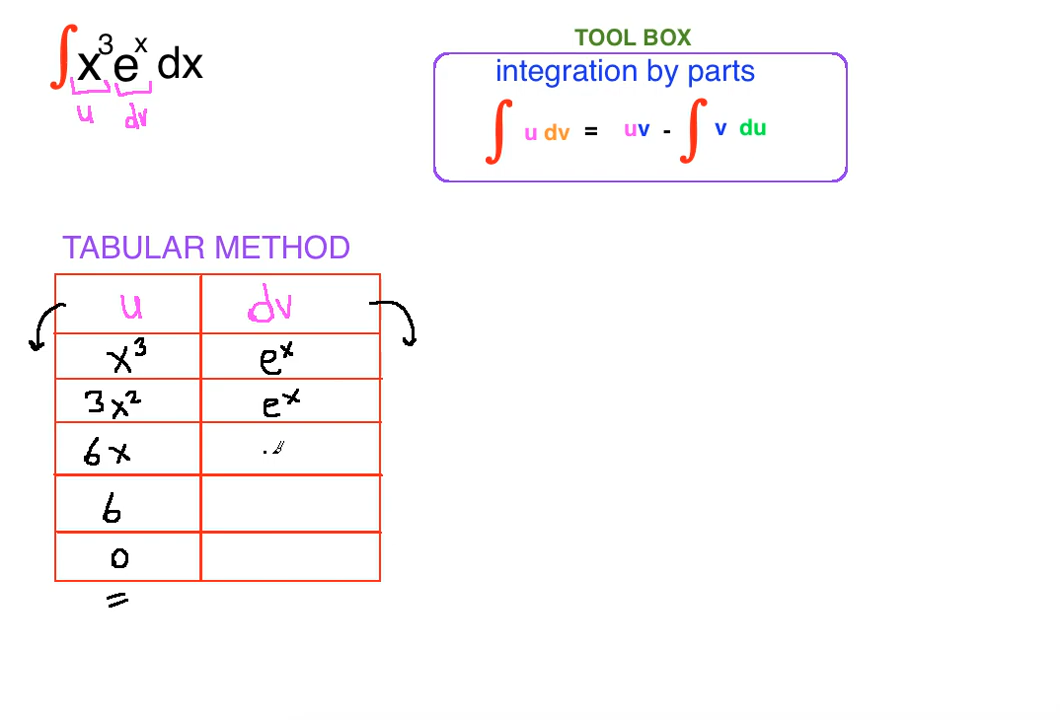 ∫x³eˣ dx
u dv
TOOL BOX
integration by parts
∫ u dv = uv - ∫ v du
TABULAR METHOD
u dv
x³ eˣ
3x² eˣ
6x
6
0
=